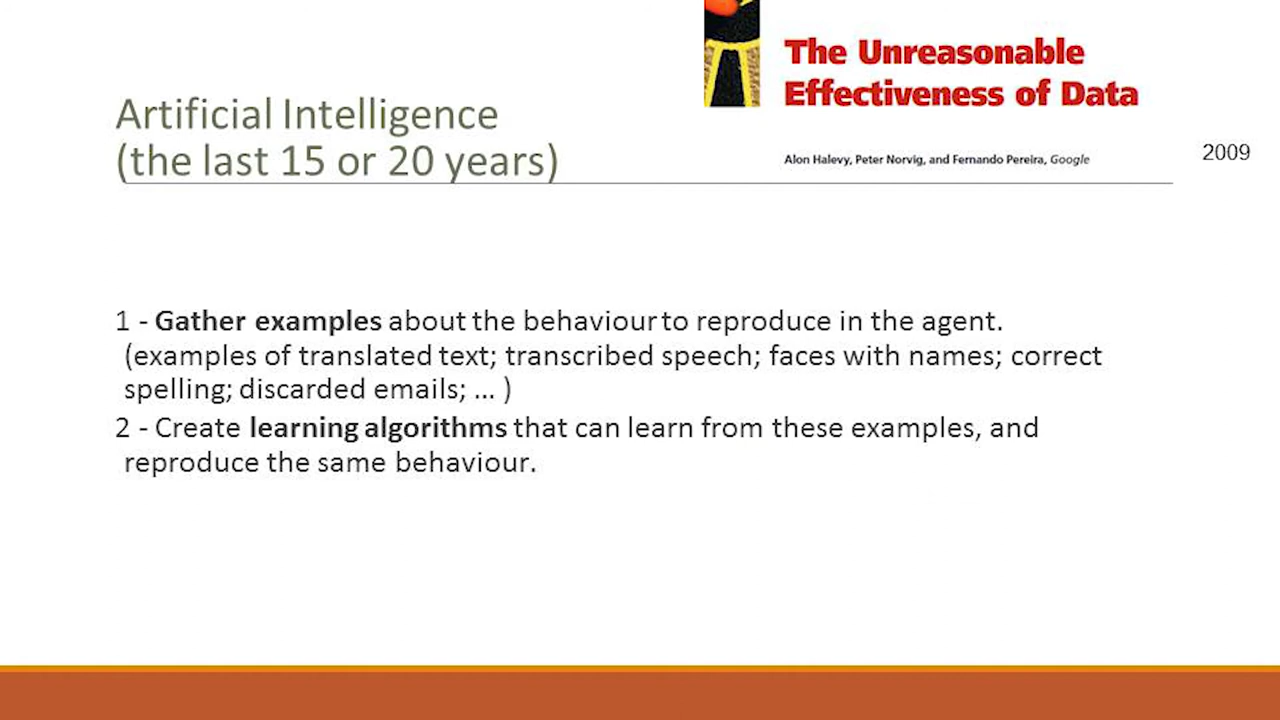 The Unreasonable
Effectiveness of Data
Artificial Intelligence
(the last 15 or 20 years)
Alon Halevy, Peter Norvig, and Fernando Pereira, Google
2009
1 - Gather examples about the behaviour to reproduce in the agent.
(examples of translated text; transcribed speech; faces with names; correct
spelling; discarded emails; ... )
2 - Create learning algorithms that can learn from these examples, and
reproduce the same behaviour.